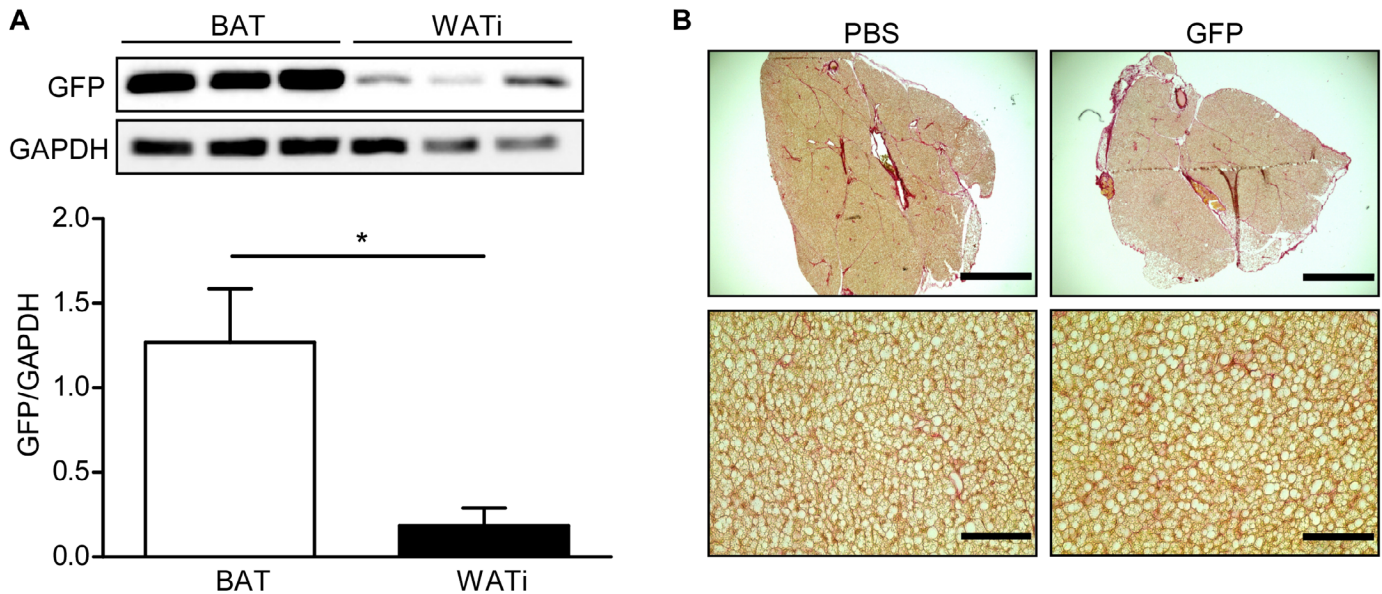 A
BAT
WATi
GFP
GAPDH
2.0
*
1.5
1.0
0.5
0.0
GFP/GAPDH
BAT
WATi
B
PBS
GFP